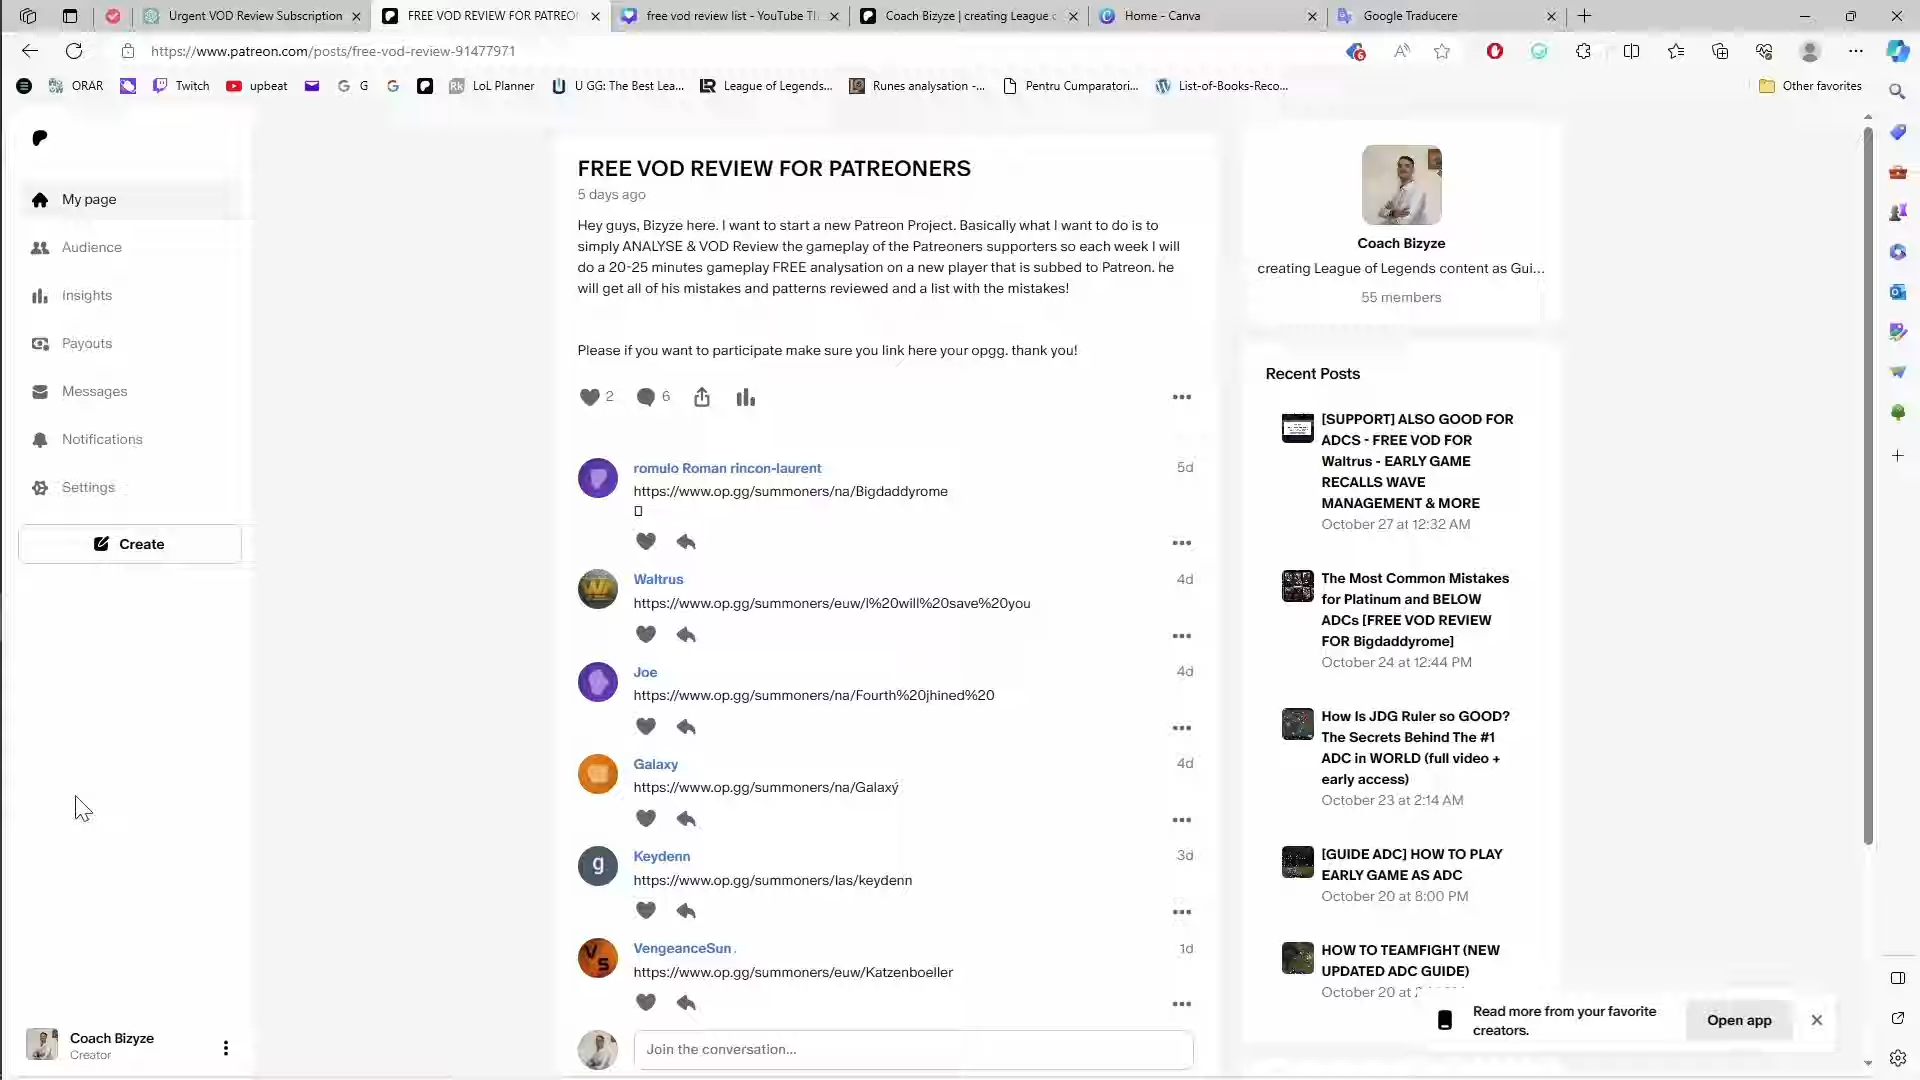 Urgent VOD Review Subscription
FREE VOD REVIEW FOR PATREO
free vod review list - YouTube Th
Coach Bizyze | creating League o
Home - Canva
Google Traducere
https://www.patreon.com/posts/free-vod-review-91477971
ORAR
Twitch
upbeat
G
LoL Planner
U GG: The Best Lea...
League of Legends...
Runes analysation -...
Pentru Cumparatori...
List-of-Books-Reco...
Other favorites
My page
Audience
Insights
Payouts
Messages
Notifications
Settings
Create
Coach Bizyze
Creator
FREE VOD REVIEW FOR PATREONERS
5 days ago
Hey guys, Bizyze here. I want to start a new Patreon Project. Basically what I want to do is to
simply ANALYSE & VOD Review the gameplay of the Patreoners supporters so each week I will
do a 20-25 minutes gameplay FREE analysation on a new player that is subbed to Patreon. he
will get all of his mistakes and patterns reviewed and a list with the mistakes!
Please if you want to participate make sure you link here your opgg. thank you!
2
6
romulo Roman rincon-laurent
5d
https://www.op.gg/summoners/na/Bigdaddyrome
Waltrus
4d
https://www.op.gg/summoners/euw/I%20will%20save%20you
Joe
4d
https://www.op.gg/summoners/na/Fourth%20jhined%20
Galaxy
4d
https://www.op.gg/summoners/na/Galaxý
Keydenn
3d
https://www.op.gg/summoners/las/keydenn
VengeanceSun .
1d
https://www.op.gg/summoners/euw/Katzenboeller
Join the conversation...
Coach Bizyze
creating League of Legends content as Gui...
55 members
Recent Posts
[SUPPORT] ALSO GOOD FOR
ADCS - FREE VOD FOR
Waltrus - EARLY GAME
RECALLS WAVE
MANAGEMENT & MORE
October 27 at 12:32 AM
The Most Common Mistakes
for Platinum and BELOW
ADCs [FREE VOD REVIEW
FOR Bigdaddyrome]
October 24 at 12:44 PM
How Is JDG Ruler so GOOD?
The Secrets Behind The #1
ADC in WORLD (full video +
early access)
October 23 at 2:14 AM
[GUIDE ADC] HOW TO PLAY
EARLY GAME AS ADC
October 20 at 8:00 PM
HOW TO TEAMFIGHT (NEW
UPDATED ADC GUIDE)
October 20 at
Read more from your favorite
creators.
Open app